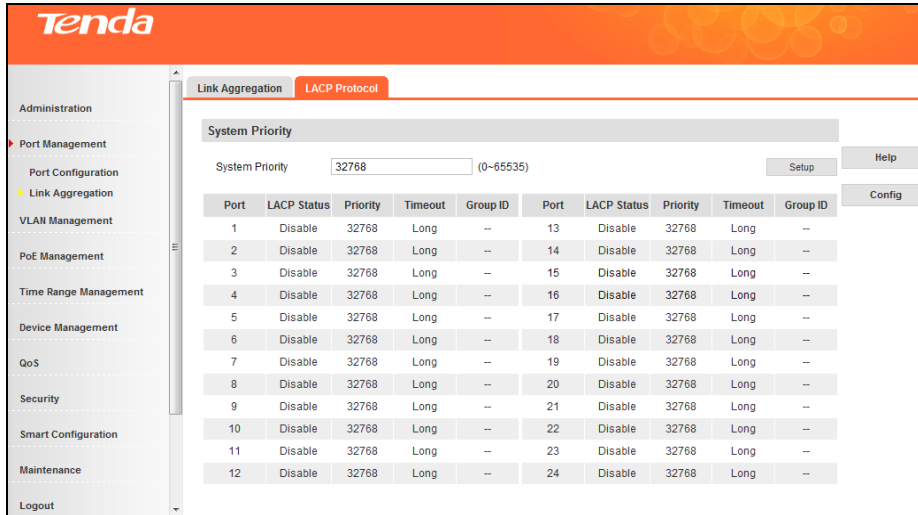 Tenda
Link Aggregation LACP Protocol
Administration
Port Management
Port Configuration
Link Aggregation
VLAN Management
PoE Management
Time Range Management
Device Management
QoS
Security
Smart Configuration
Maintenance
Logout
System Priority
System Priority 32768 (0~65535) Setup
Port LACP Status Priority Timeout Group ID Port LACP Status Priority Timeout Group ID
1 Disable 32768 Long -- 13 Disable 32768 Long --
2 Disable 32768 Long -- 14 Disable 32768 Long --
3 Disable 32768 Long -- 15 Disable 32768 Long --
4 Disable 32768 Long -- 16 Disable 32768 Long --
5 Disable 32768 Long -- 17 Disable 32768 Long --
6 Disable 32768 Long -- 18 Disable 32768 Long --
7 Disable 32768 Long -- 19 Disable 32768 Long --
8 Disable 32768 Long -- 20 Disable 32768 Long --
9 Disable 32768 Long -- 21 Disable 32768 Long --
10 Disable 32768 Long -- 22 Disable 32768 Long --
11 Disable 32768 Long -- 23 Disable 32768 Long --
12 Disable 32768 Long -- 24 Disable 32768 Long --
Help
Config